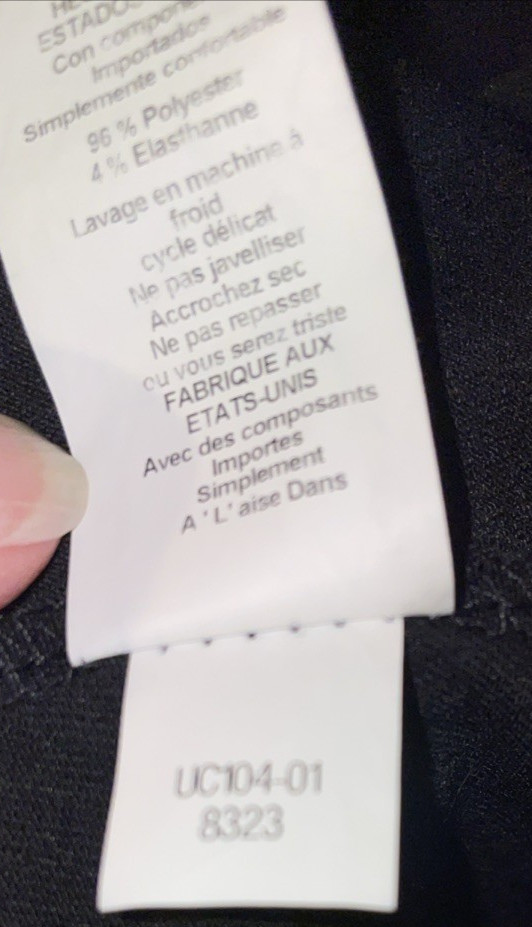 ESTADO
Con compone
Importados
Simplemente confortable
96 % Polyester
4 % Elasthanne
Lavage en machine à
froid
cycle délicat
Ne pas javelliser
Accrochez sec
Ne pas repasser
ou vous serez triste
FABRIQUE AUX
ETATS-UNIS
Avec des composants
Importes
Simplement
A ' L' aise Dans
UC104-01
8323